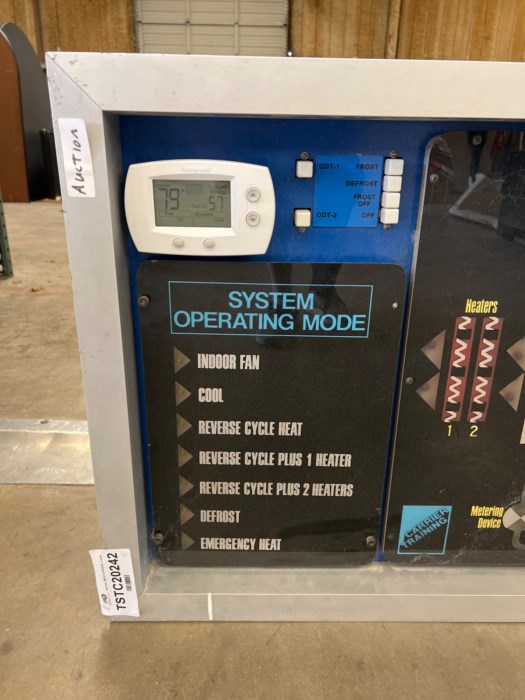 AUCTION
Honeywell
79
57
ODT-1 FROST
DEFROST
FROST
OFF
ODT-2 OFF
SYSTEM
OPERATING MODE
INDOOR FAN
COOL
REVERSE CYCLE HEAT
REVERSE CYCLE PLUS 1 HEATER
REVERSE CYCLE PLUS 2 HEATERS
DEFROST
EMERGENCY HEAT
Heaters
1 2
Metering
Device
CARRIER
TRAINING
TSTC20242